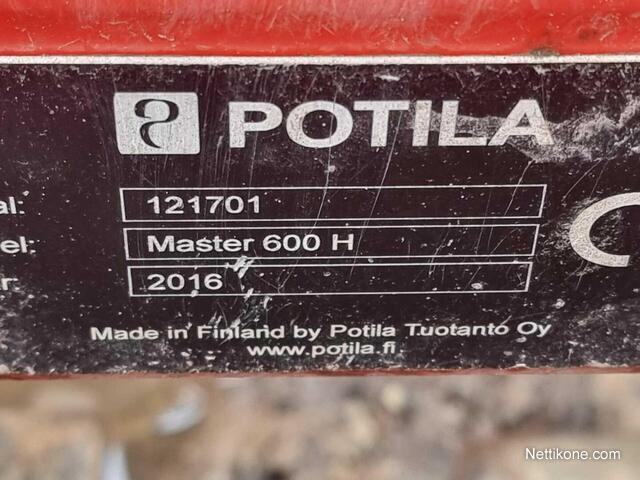 POTILA
al: 121701
el: Master 600 H
r: 2016
Made in Finland by Potila Tuotanto Oy
www.potila.fi
Nettikone.com